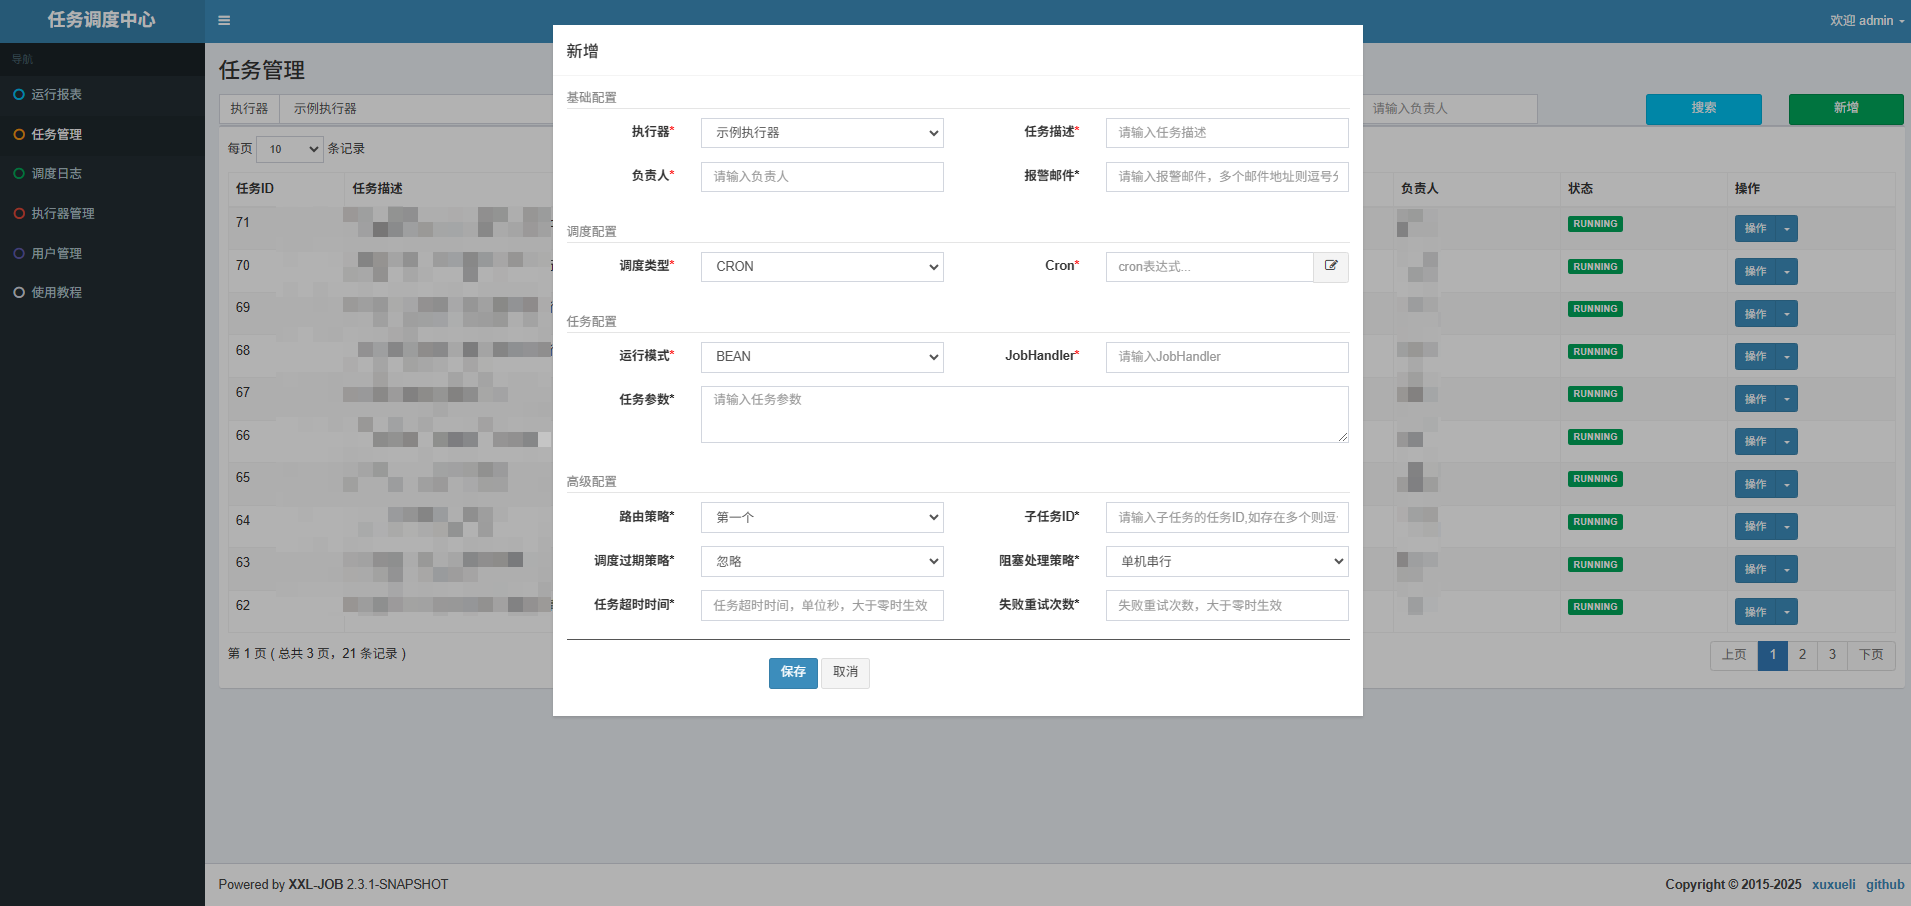 任务调度中心
欢迎 admin
导航
运行报表
任务管理
调度日志
执行器管理
用户管理
使用教程
任务管理
执行器 示例执行器
请输入负责人
搜索
新增
每页 10 条记录
任务ID 任务描述 负责人 状态 操作
71 RUNNING 操作
70 RUNNING 操作
69 RUNNING 操作
68 RUNNING 操作
67 RUNNING 操作
66 RUNNING 操作
65 RUNNING 操作
64 RUNNING 操作
63 RUNNING 操作
62 RUNNING 操作
第 1 页 ( 总共 3 页，21 条记录 )
上页 1 2 3 下页
新增
基础配置
执行器* 示例执行器 任务描述* 请输入任务描述
负责人* 请输入负责人 报警邮件* 请输入报警邮件，多个邮件地址则逗号分
调度配置
调度类型* CRON Cron* cron表达式...
任务配置
运行模式* BEAN JobHandler* 请输入JobHandler
任务参数* 请输入任务参数
高级配置
路由策略* 第一个 子任务ID* 请输入子任务的任务ID,如存在多个则逗
调度过期策略* 忽略 阻塞处理策略* 单机串行
任务超时时间* 任务超时时间，单位秒，大于零时生效 失败重试次数* 失败重试次数，大于零时生效
保存 取消
Powered by XXL-JOB 2.3.1-SNAPSHOT
Copyright © 2015-2025 xuxueli github